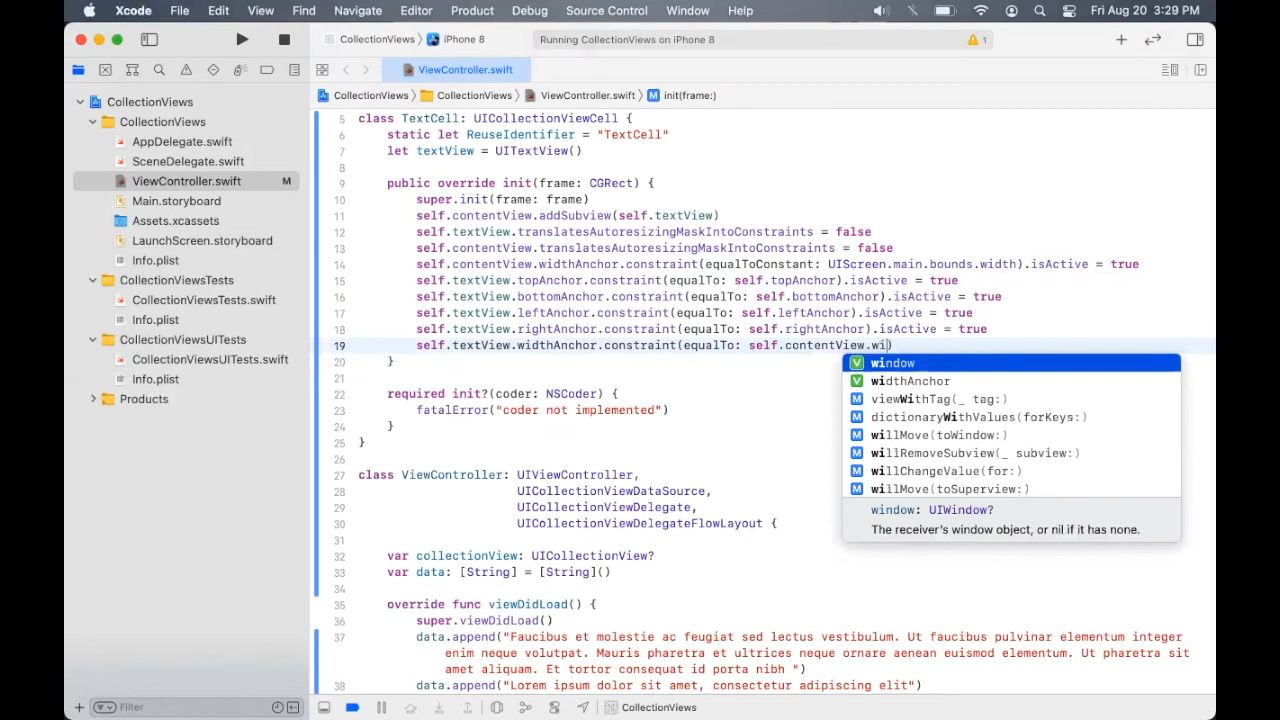 Xcode File Edit View Find Navigate Editor Product Debug Source Control Window Help Fri Aug 20 3:29 PM
CollectionViews iPhone 8 Running CollectionViews on iPhone 8 1
ViewController.swift
CollectionViews CollectionViews ViewController.swift M init(frame:)
CollectionViews
CollectionViews
AppDelegate.swift
SceneDelegate.swift
ViewController.swift M
Main.storyboard
Assets.xcassets
LaunchScreen.storyboard
Info.plist
CollectionViewsTests
CollectionViewsTests.swift
Info.plist
CollectionViewsUITests
CollectionViewsUITests.swift
Info.plist
Products
Filter
5 class TextCell: UICollectionViewCell {
6 static let ReuseIdentifier = "TextCell"
7 let textView = UITextView()
8
9 public override init(frame: CGRect) {
10 super.init(frame: frame)
11 self.contentView.addSubview(self.textView)
12 self.textView.translatesAutoresizingMaskIntoConstraints = false
13 self.contentView.translatesAutoresizingMaskIntoConstraints = false
14 self.contentView.widthAnchor.constraint(equalToConstant: UIScreen.main.bounds.width).isActive = true
15 self.textView.topAnchor.constraint(equalTo: self.topAnchor).isActive = true
16 self.textView.bottomAnchor.constraint(equalTo: self.bottomAnchor).isActive = true
17 self.textView.leftAnchor.constraint(equalTo: self.leftAnchor).isActive = true
18 self.textView.rightAnchor.constraint(equalTo: self.rightAnchor).isActive = true
19 self.textView.widthAnchor.constraint(equalTo: self.contentView.wi)
20 }
21
22 required init?(coder: NSCoder) {
23 fatalError("coder not implemented")
24 }
25 }
26
27 class ViewController: UIViewController,
28 UICollectionViewDataSource,
29 UICollectionViewDelegate,
30 UICollectionViewDelegateFlowLayout {
31
32 var collectionView: UICollectionView?
33 var data: [String] = [String]()
34
35 override func viewDidLoad() {
36 super.viewDidLoad()
37 data.append("Faucibus et molestie ac feugiat sed lectus vestibulum. Ut faucibus pulvinar elementum integer
enim neque volutpat. Mauris pharetra et ultrices neque ornare aenean euismod elementum. Ut pharetra sit
amet aliquam. Et tortor consequat id porta nibh ")
38 data.append("Lorem ipsum dolor sit amet, consectetur adipiscing elit")
V window
V widthAnchor
M viewWithTag(_ tag:)
M dictionaryWithValues(forKeys:)
M willMove(toWindow:)
M willRemoveSubview(_ subview:)
M willChangeValue(for:)
M willMove(toSuperview:)
window: UIWindow?
The receiver's window object, or nil if it has none.
CollectionViews